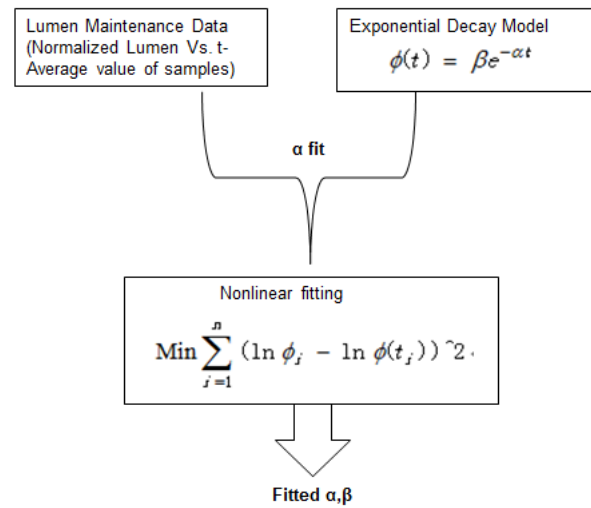 Lumen Maintenance Data
(Normalized Lumen Vs. t-
Average value of samples)
Exponential Decay Model
ϕ(t) = βe^{-αt}
α fit
Nonlinear fitting
Min ∑_{i=1}^{n} (ln ϕ_i − ln ϕ(t_i))^2.
Fitted α,β